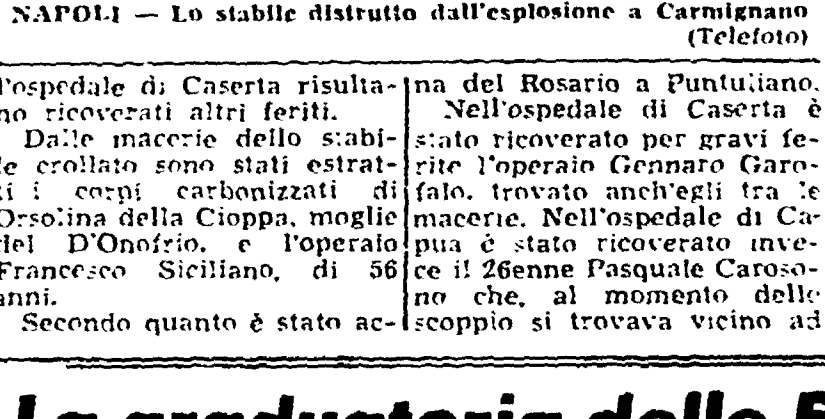 NAPOLI — Lo stabile distrutto dall'esplosione a Carmignano
(Telefoto)
l'ospedale di Caserta risulta-
no ricoverati altri feriti.
Dalle macerie dello stabi-
le crollato sono stati estrat-
ti i corpi carbonizzati di
Orsolina della Cioppa, moglie
del D'Onofrio, e l'operaio
Francesco Siciliano, di 56
anni.
Secondo quanto è stato ac-
na del Rosario a Puntuliano.
Nell'ospedale di Caserta è
stato ricoverato per gravi fe-
rite l'operaio Gennaro Garo-
falo, trovato anch'egli tra le
macerie. Nell'ospedale di Ca-
pua è stato ricoverato inve-
ce il 26enne Pasquale Caroso-
no che, al momento dello
scoppio si trovava vicino ad
La graduatoria delle